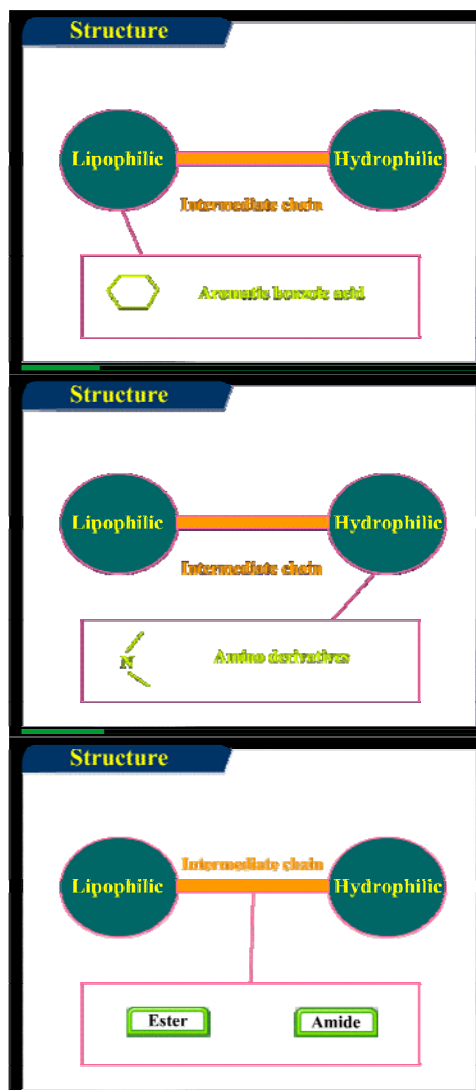 Structure
Lipophilic
Hydrophilic
Intermediate chain
Aromatic benzoic acid
Structure
Lipophilic
Hydrophilic
Intermediate chain
N
Amino derivatives
Structure
Intermediate chain
Lipophilic
Hydrophilic
Ester
Amide